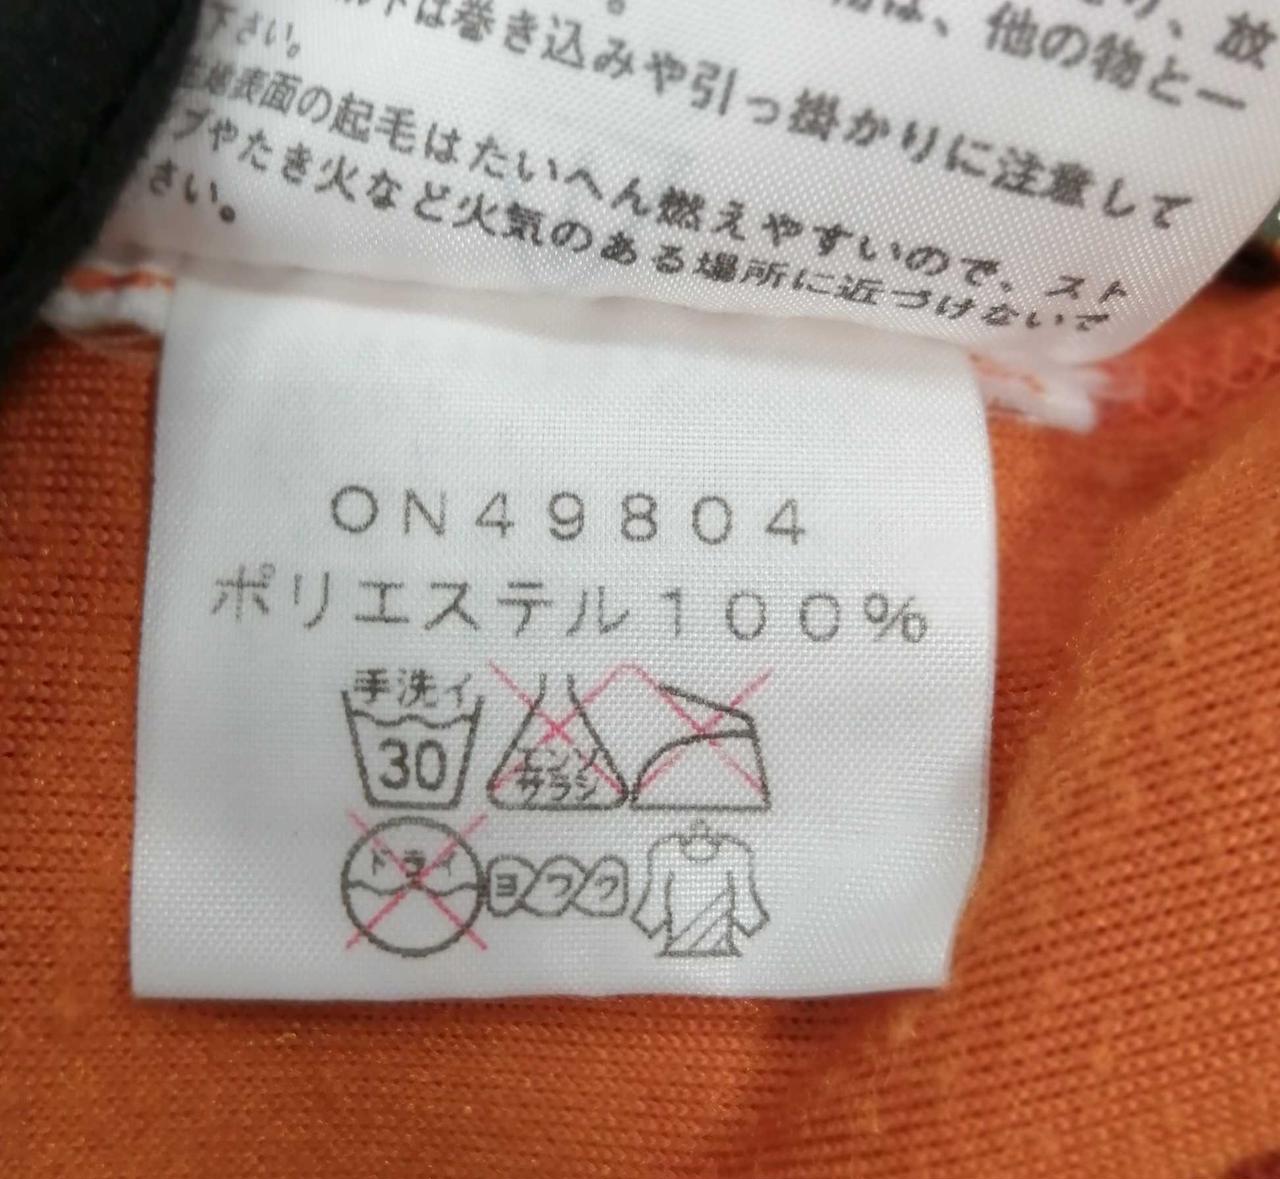 物は、他の物と一
放
は巻き込みや引っ掛かりに注意して
下さい。
表面の起毛はたいへん燃えやすいので、スト
ブやたき火など火気のある場所に近づけないで
さい。
ON49804
ポリエステル100%
手洗イ
30
エンソ
サラシ
ドライ
ヨワク